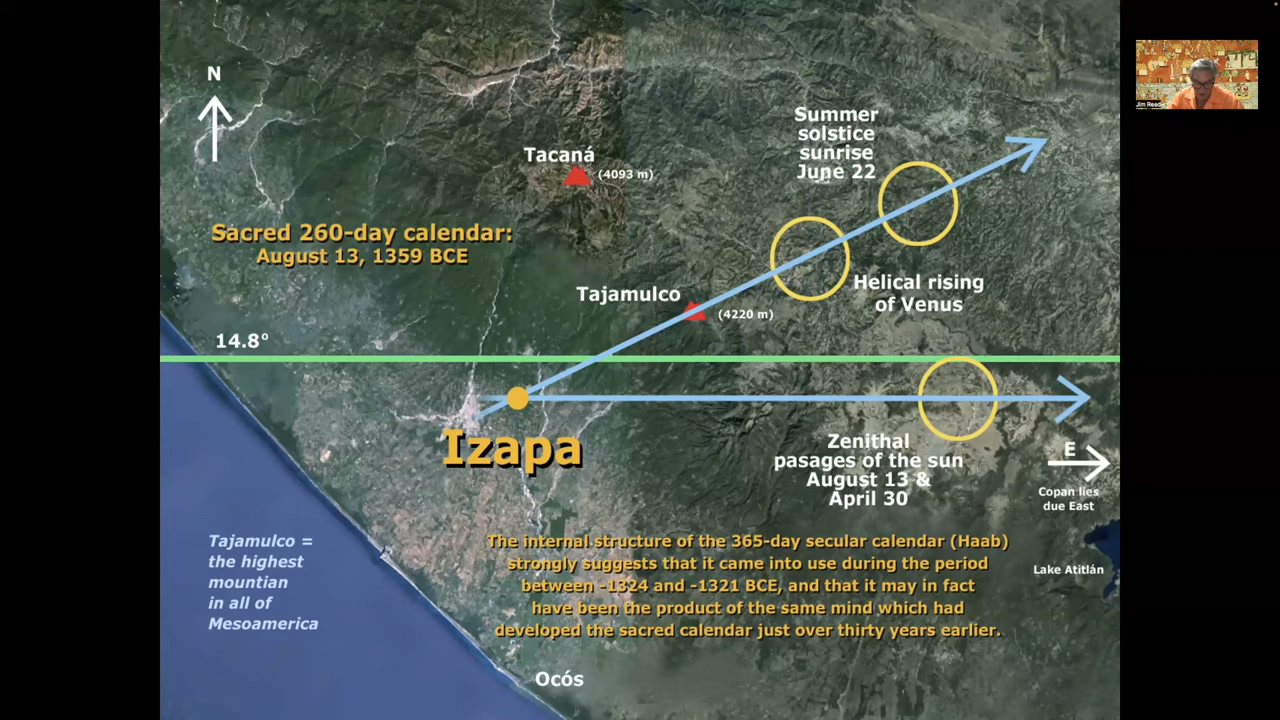 N
Summer
solstice
sunrise
June 22
Tacaná
(4093 m)
Sacred 260-day calendar:
August 13, 1359 BCE
Helical rising
of Venus
Tajamulco
(4220 m)
14.8°
Izapa
Zenithal
pasages of the sun
August 13 &
April 30
E
Copan lies
due East
Tajamulco =
the highest
mountian
in all of
Mesoamerica
The internal structure of the 365-day secular calendar (Haab)
strongly suggests that it came into use during the period
between -1324 and -1321 BCE, and that it may in fact
have been the product of the same mind which had
developed the sacred calendar just over thirty years earlier.
Lake Atitlán
Ocós
Jim Reed